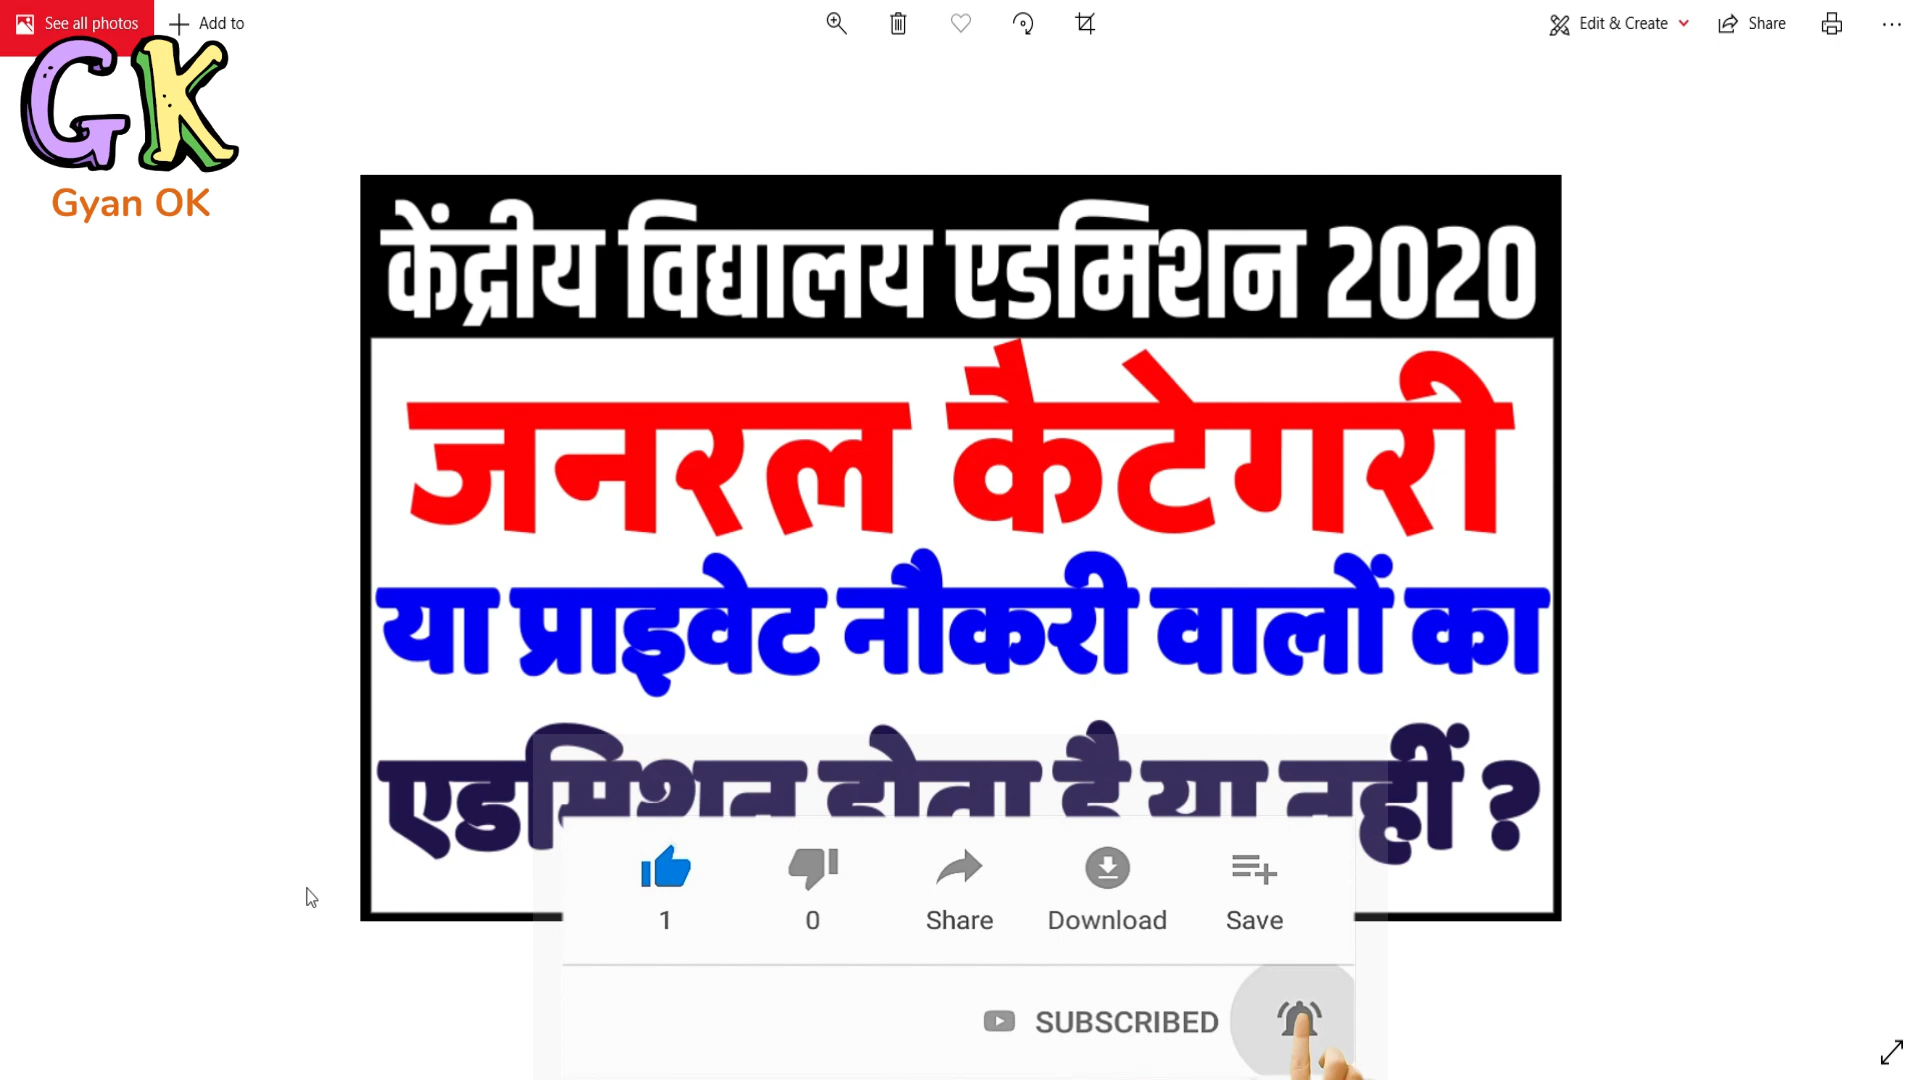 See all photos
Add to
Edit & Create
Share
GK
Gyan OK
केंद्रीय विद्यालय एडमिशन 2020
जनरल कैटेगरी
या प्राइवेट नौकरी वालों का
एडमिशन होता है या नहीं ?
1
0
Share
Download
Save
SUBSCRIBED